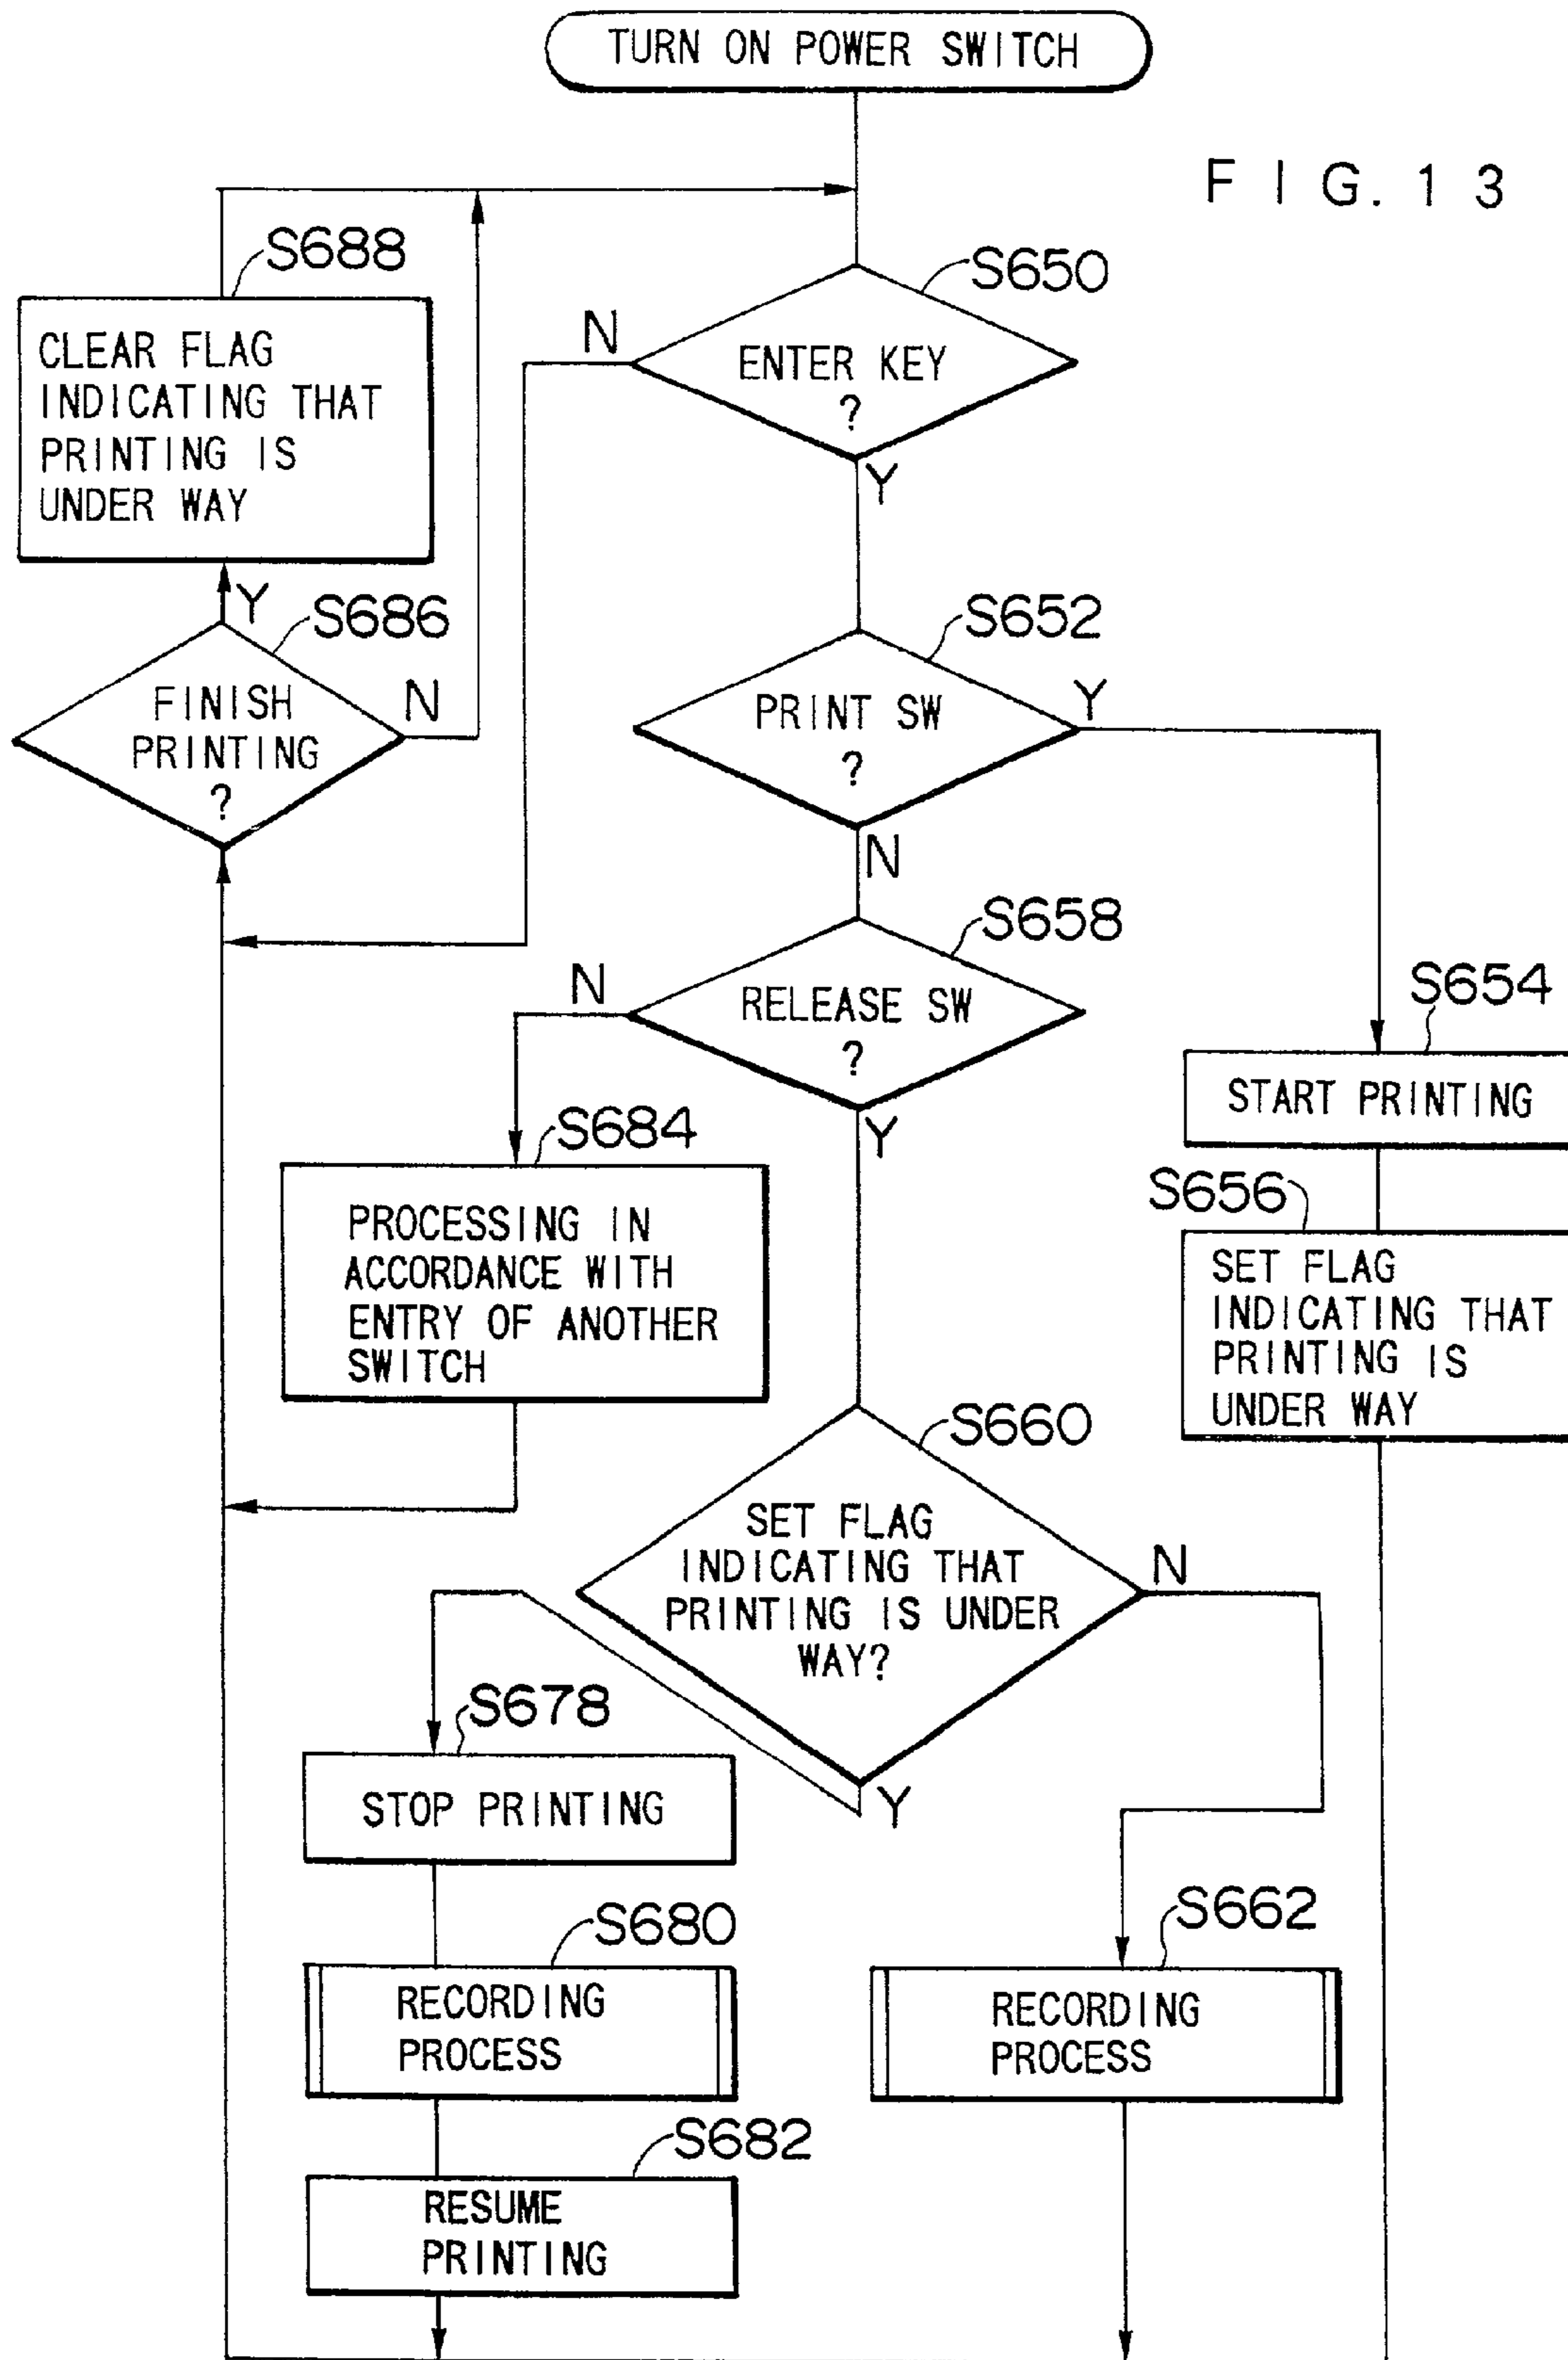 TURN ON POWER SWITCH
FIG. 13
S688
CLEAR FLAG
INDICATING THAT
PRINTING IS
UNDER WAY
S650
N
ENTER KEY
?
Y
Y
S686
FINISH
PRINTING
?
N
S652
PRINT SW
?
Y
N
S658
N
RELEASE SW
?
Y
S654
START PRINTING
S684
PROCESSING IN
ACCORDANCE WITH
ENTRY OF ANOTHER
SWITCH
S656
SET FLAG
INDICATING THAT
PRINTING IS
UNDER WAY
S660
SET FLAG
INDICATING THAT
PRINTING IS UNDER
WAY?
N
Y
S678
STOP PRINTING
S680
RECORDING
PROCESS
S662
RECORDING
PROCESS
S682
RESUME
PRINTING